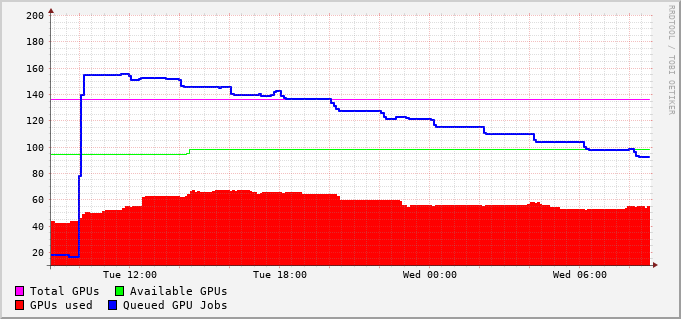 200
180
160
140
120
100
80
60
40
20
Tue 12:00 Tue 18:00 Wed 00:00 Wed 06:00
Total GPUs Available GPUs
GPUs used Queued GPU Jobs
RRDTOOL / TOBI OETIKER